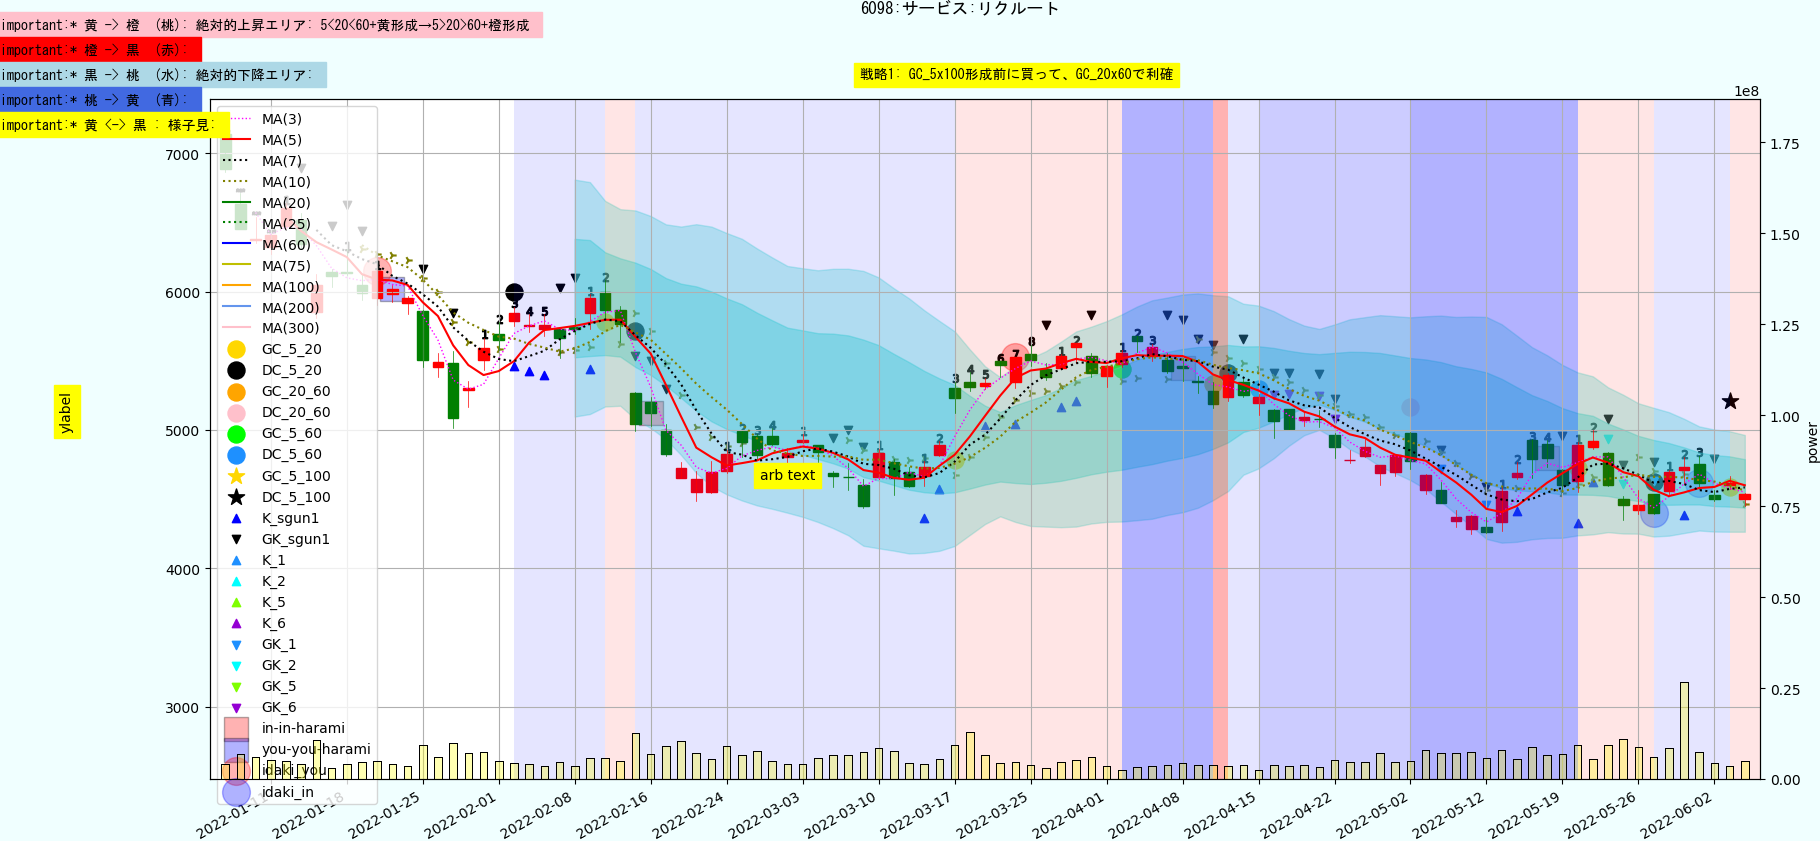 6098:サービス:リクルート
important:* 黄 -> 橙 (桃): 絶対的上昇エリア: 5<20<60+黄形成→5>20>60+橙形成
important:* 橙 -> 黒 (赤):
important:* 黒 -> 桃 (水): 絶対的下降エリア:
important:* 桃 -> 黄 (青):
important:* 黄 <-> 黒 : 様子見:
戦略1: GC_5x100形成前に買って、GC_20x60で利確
1e8
MA(3)
MA(5)
MA(7)
MA(10)
MA(20)
MA(25)
MA(60)
MA(75)
MA(100)
MA(200)
MA(300)
GC_5_20
DC_5_20
GC_20_60
DC_20_60
GC_5_60
DC_5_60
GC_5_100
DC_5_100
K_sgun1
GK_sgun1
K_1
K_2
K_5
K_6
GK_1
GK_2
GK_5
GK_6
in-in-harami
you-you-harami
idaki_you
idaki_in
7000
6000
5000
4000
3000
ylabel
arb text
1.75
1.50
1.25
1.00
0.75
0.50
0.25
0.00
power
2022-01-11
2022-01-18
2022-01-25
2022-02-01
2022-02-08
2022-02-16
2022-02-24
2022-03-03
2022-03-10
2022-03-17
2022-03-25
2022-04-01
2022-04-08
2022-04-15
2022-04-22
2022-05-02
2022-05-12
2022-05-19
2022-05-26
2022-06-02